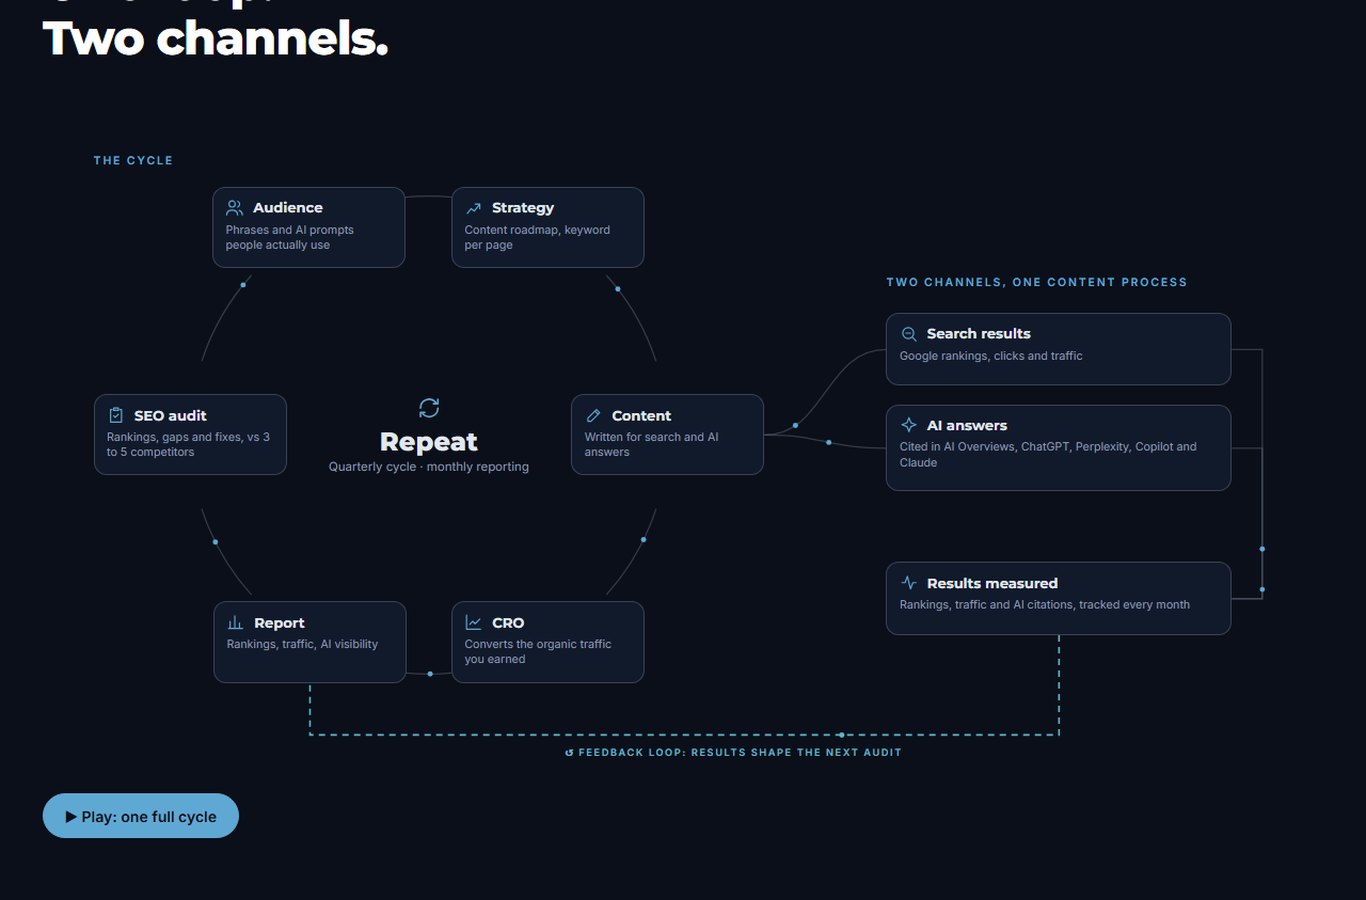 Two channels.
THE CYCLE
Audience
Phrases and AI prompts
people actually use
Strategy
Content roadmap, keyword
per page
SEO audit
Rankings, gaps and fixes, vs 3
to 5 competitors
Repeat
Quarterly cycle · monthly reporting
Content
Written for search and AI
answers
Report
Rankings, traffic, AI visibility
CRO
Converts the organic traffic
you earned
TWO CHANNELS, ONE CONTENT PROCESS
Search results
Google rankings, clicks and traffic
AI answers
Cited in AI Overviews, ChatGPT, Perplexity, Copilot and
Claude
Results measured
Rankings, traffic and AI citations, tracked every month
↺ FEEDBACK LOOP: RESULTS SHAPE THE NEXT AUDIT
▶ Play: one full cycle